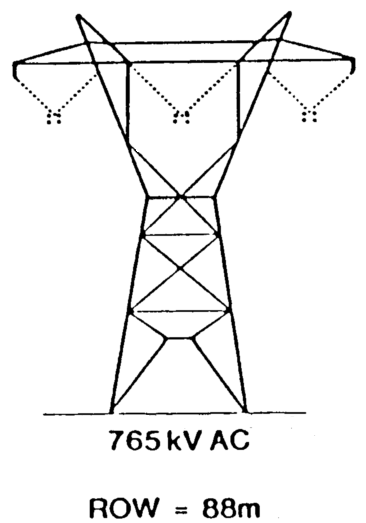 765 kV AC
ROW = 88m